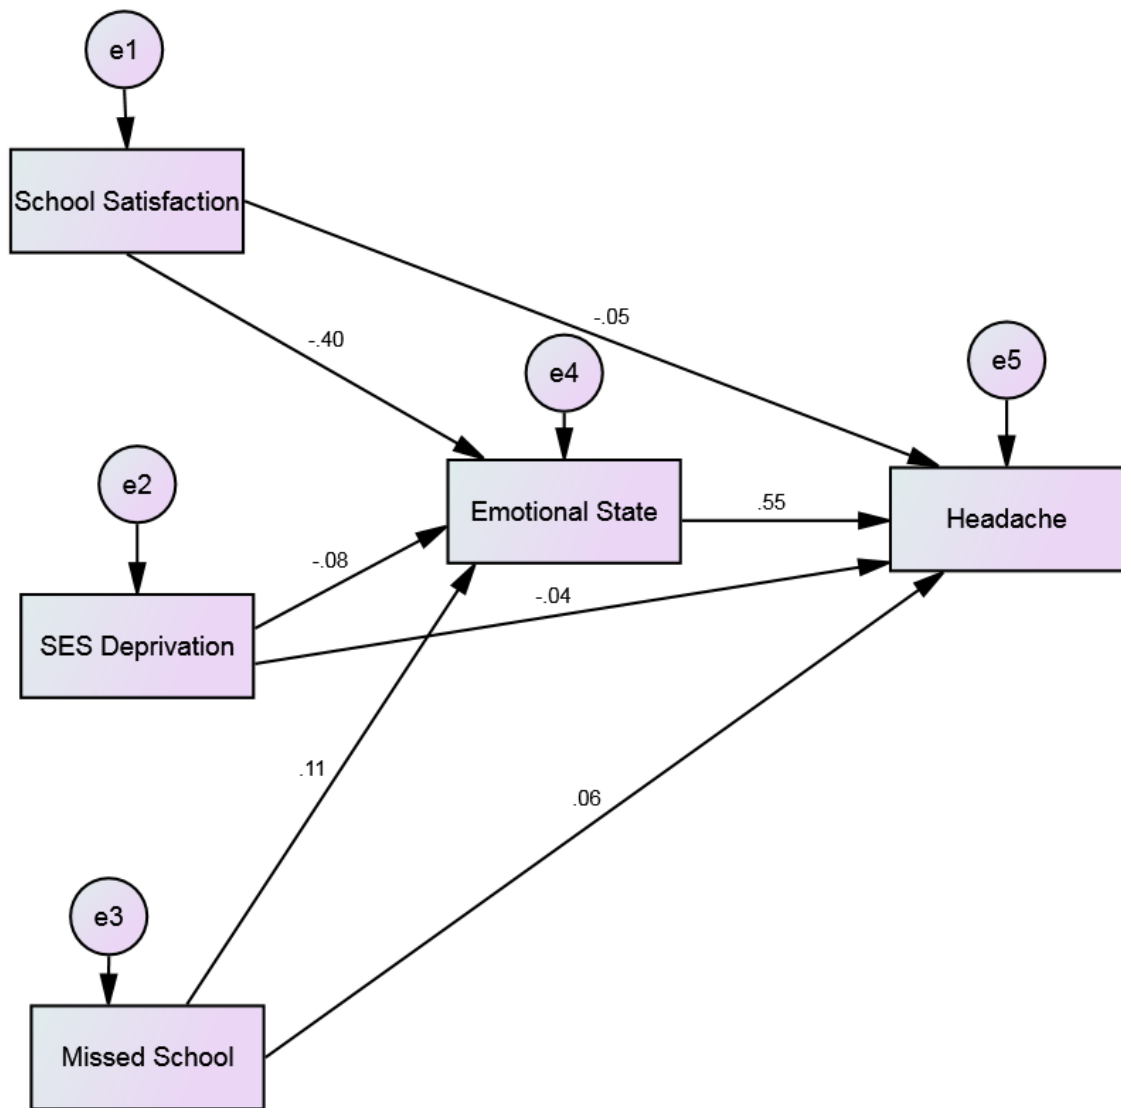 e1
School Satisfaction
-.05
-.40
e4
e5
e2
Emotional State
.55
Headache
-.08
-.04
SES Deprivation
.11
.06
e3
Missed School